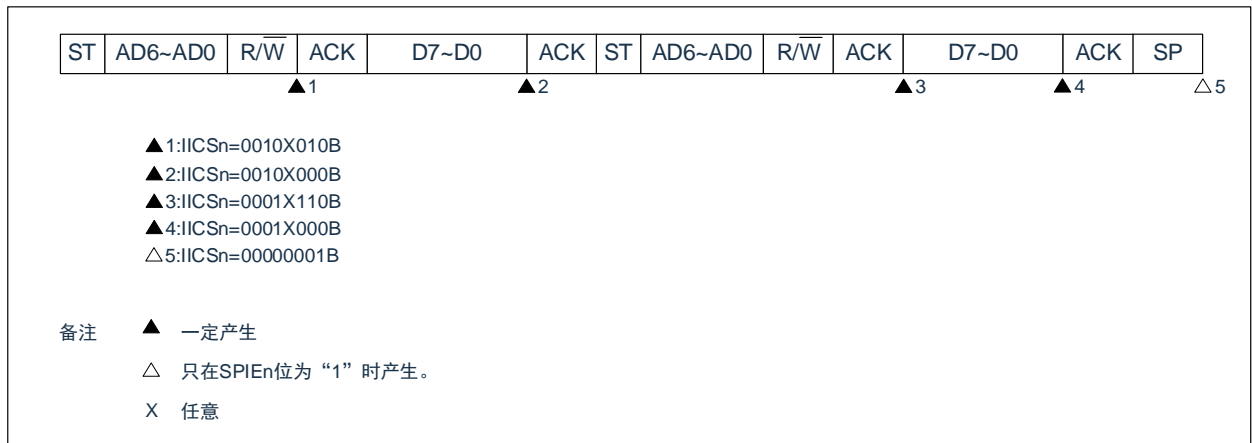 ST AD6~AD0 R/W̅ ACK D7~D0 ACK ST AD6~AD0 R/W̅ ACK D7~D0 ACK SP
▲1 ▲2 ▲3 ▲4 △5
▲1:IICSn=0010X010B
▲2:IICSn=0010X000B
▲3:IICSn=0001X110B
▲4:IICSn=0001X000B
△5:IICSn=00000001B
备注 ▲ 一定产生
△ 只在SPIEn位为“1”时产生。
X 任意